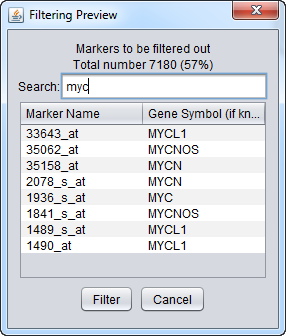 Filtering Preview
Markers to be filtered out
Total number 7180 (57%)
Search: myc
Marker Name Gene Symbol (if kn...
33643_at MYCL1
35062_at MYCNOS
35158_at MYCN
2078_s_at MYCN
1936_s_at MYC
1841_s_at MYCNOS
1489_s_at MYCL1
1490_at MYCL1
Filter Cancel